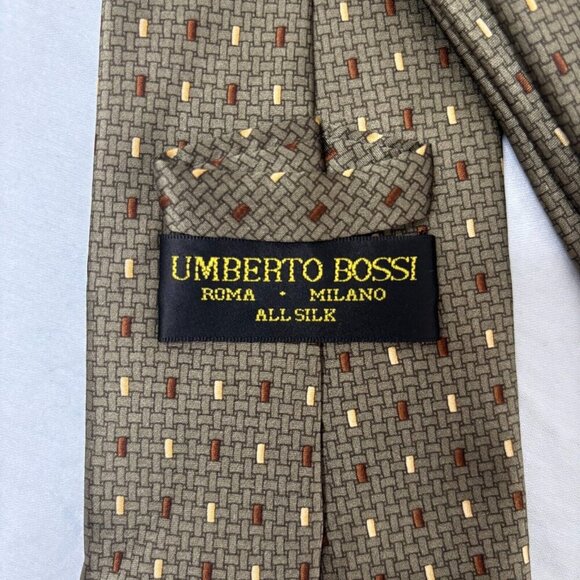 UMBERTO BOSSI
ROMA • MILANO
ALL SILK